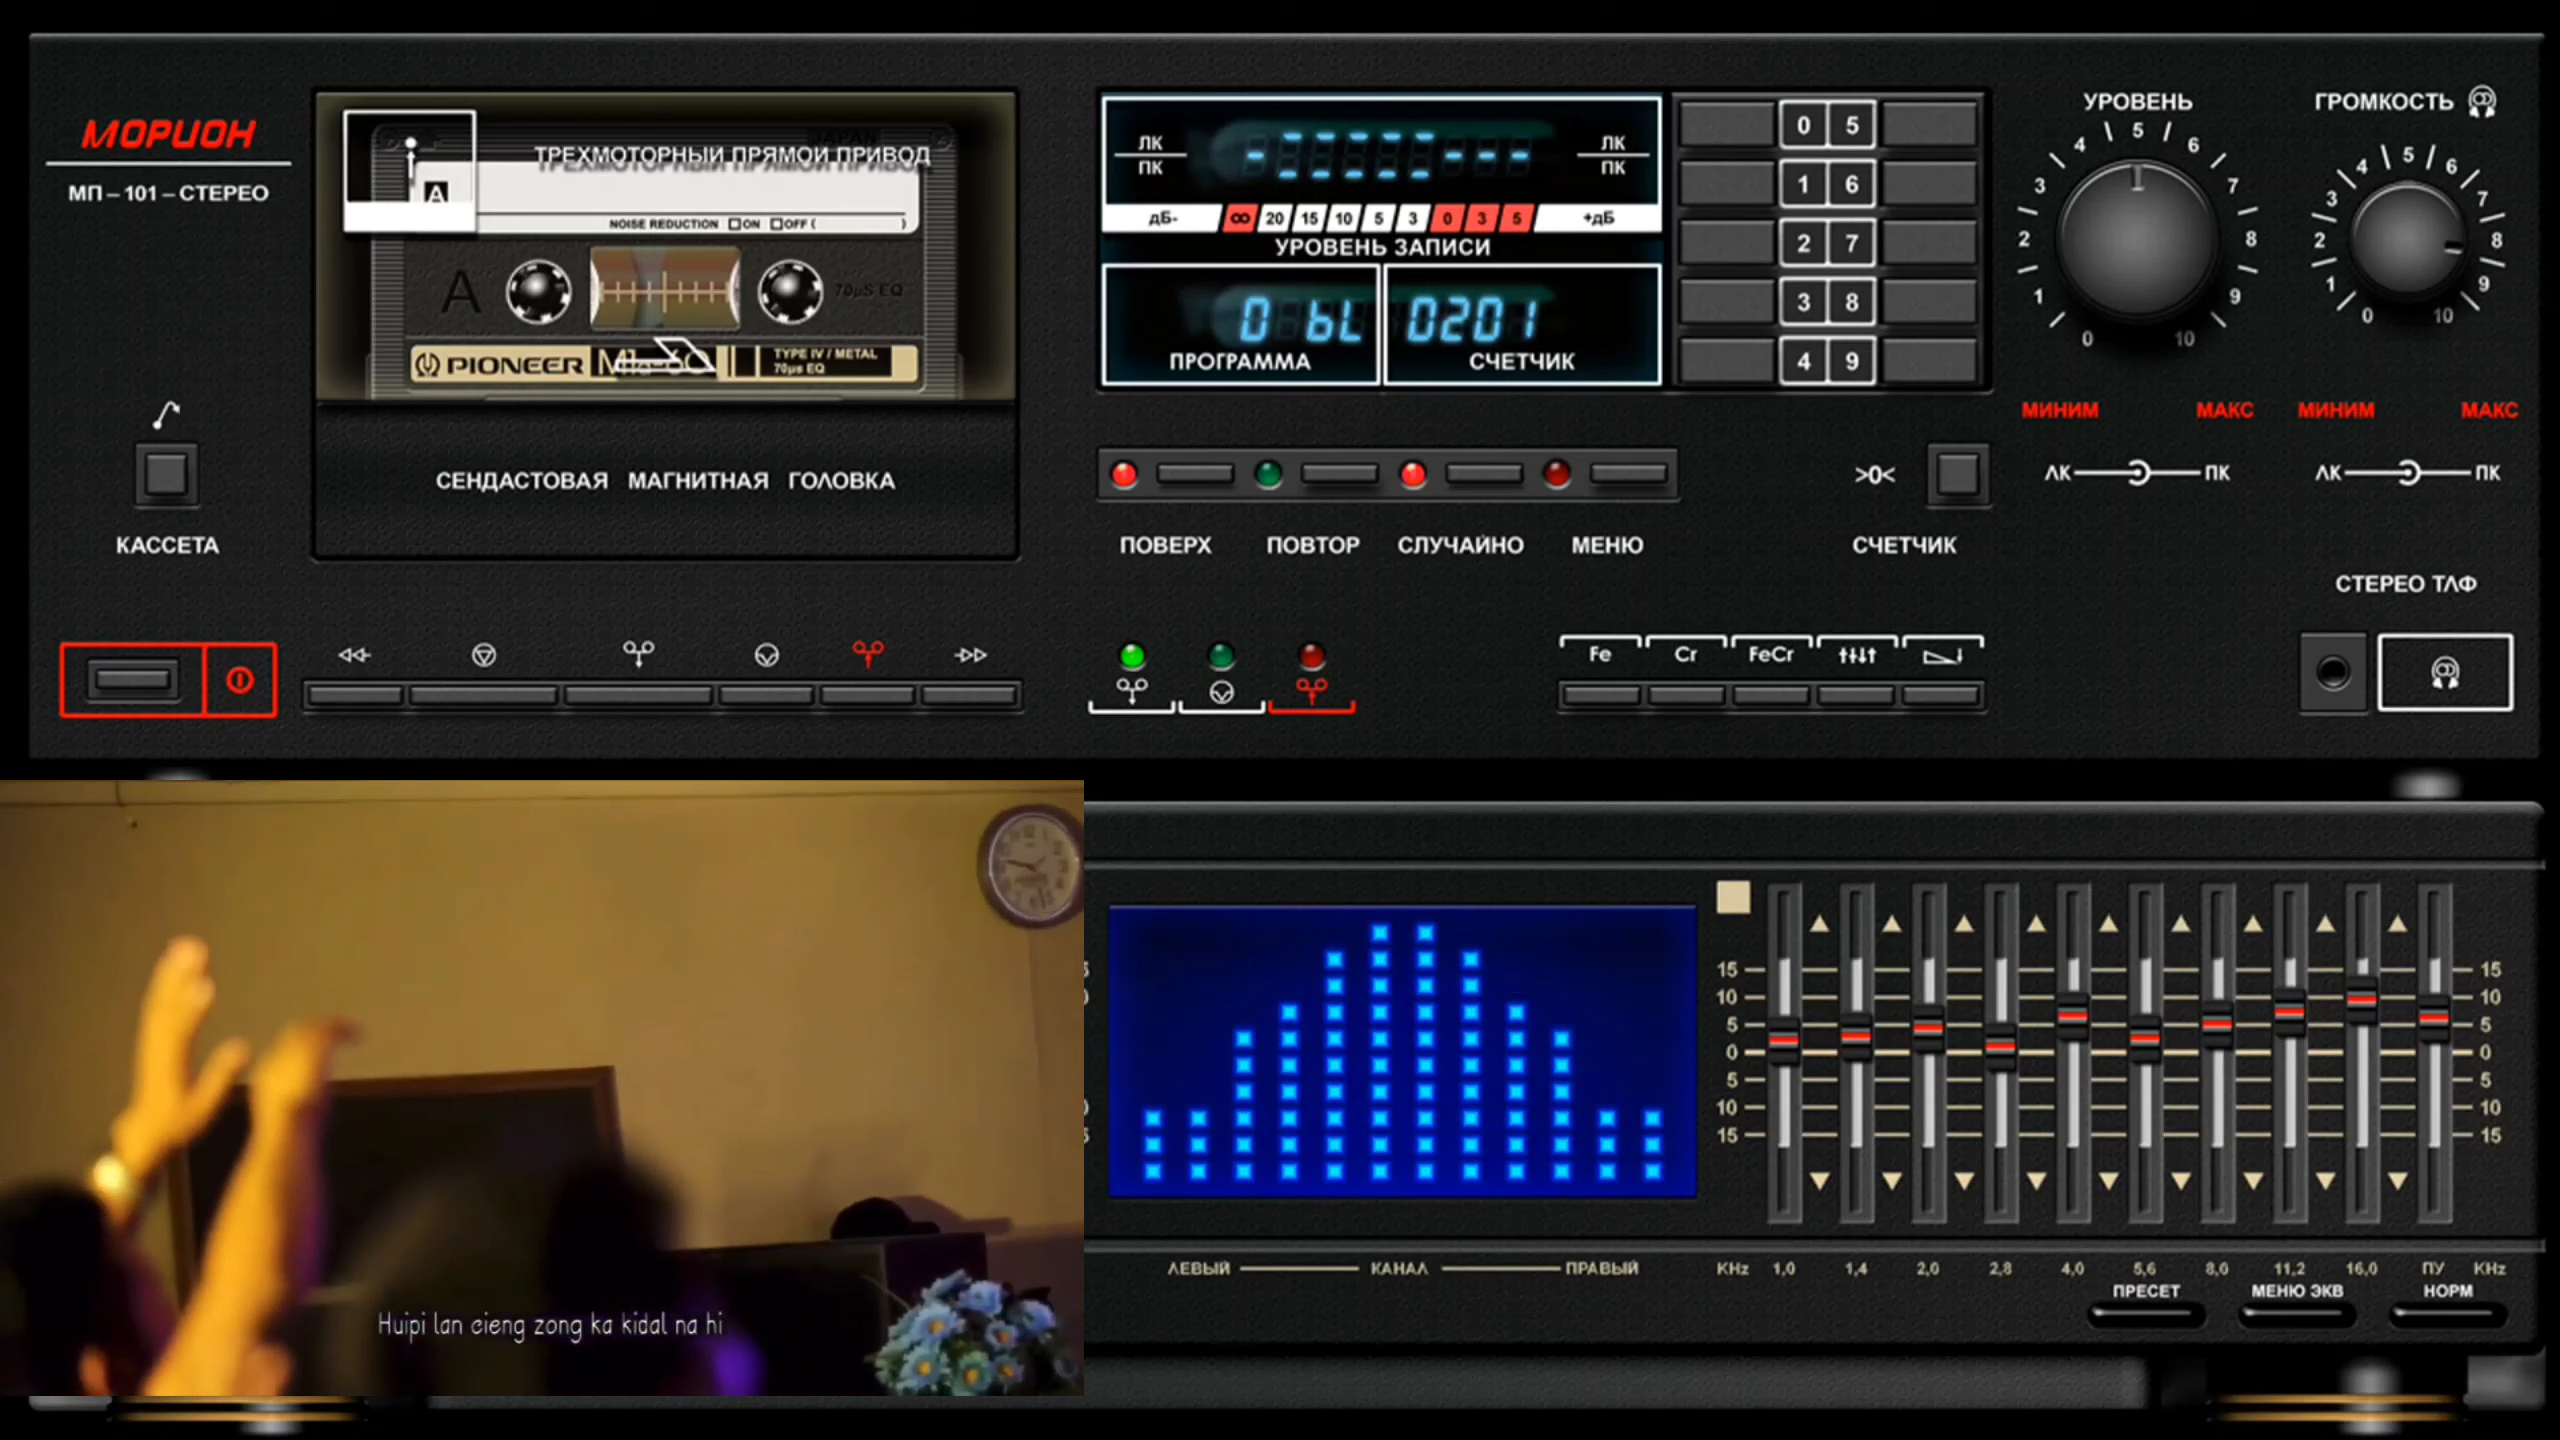 МОРИОН
МП – 101 – СТЕРЕО
КАССЕТА
JAPAN
ТРЕХМОТОРНЫЙ ПРЯМОЙ ПРИВОД
A
NOISE REDUCTION ON OFF ( )
A
70µS EQ
PIONEER
TYPE IV / METAL
70µs EQ
СЕНДАСТОВАЯ МАГНИТНАЯ ГОЛОВКА
ЛК ЛК
ПК ПК
дБ- ∞ 20 15 10 5 3 0 3 5 +дБ
УРОВЕНЬ ЗАПИСИ
0 bL 0201
ПРОГРАММА СЧЕТЧИК
0 5
1 6
2 7
3 8
4 9
ПОВЕРХ ПОВТОР СЛУЧАЙНО МЕНЮ
>0<
СЧЕТЧИК
Fe Cr FeCr
УРОВЕНЬ
0 1 2 3 4 5 6 7 8 9 10
МИНИМ МАКС
ЛК ПК
ГРОМКОСТЬ
0 1 2 3 4 5 6 7 8 9 10
МИНИМ МАКС
ЛК ПК
СТЕРЕО ТЛФ
Huipi lan cieng zong ka kidal na hi
ЛЕВЫЙ КАНАЛ ПРАВЫЙ
15 15
10 10
5 5
0 0
5 5
10 10
15 15
KHz 1,0 1,4 2,0 2,8 4,0 5,6 8,0 11,2 16,0 ПУ KHz
ПРЕСЕТ МЕНЮ ЭКВ НОРМ